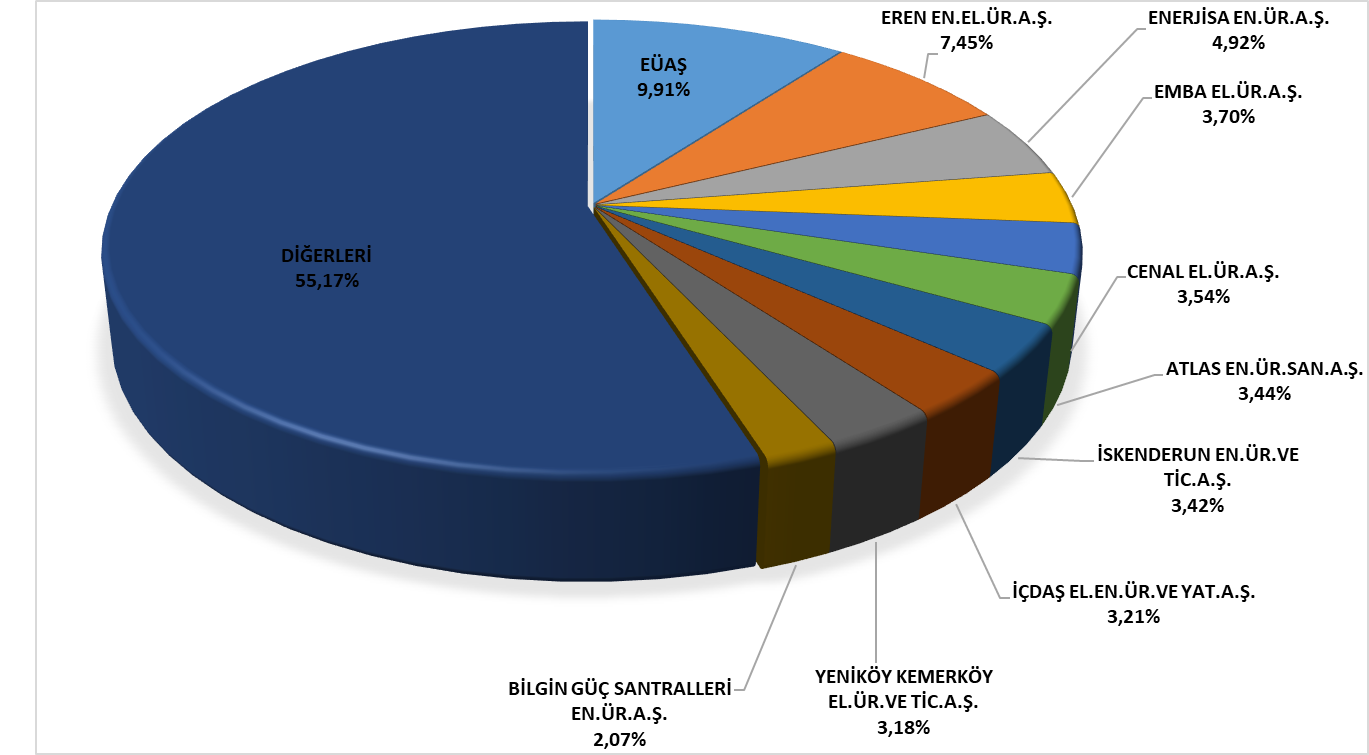 EÜAŞ
9,91%
EREN EN.EL.ÜR.A.Ş.
7,45%
ENERJİSA EN.ÜR.A.Ş.
4,92%
EMBA EL.ÜR.A.Ş.
3,70%
CENAL EL.ÜR.A.Ş.
3,54%
ATLAS EN.ÜR.SAN.A.Ş.
3,44%
İSKENDERUN EN.ÜR.VE
TİC.A.Ş.
3,42%
İÇDAŞ EL.EN.ÜR.VE YAT.A.Ş.
3,21%
YENİKÖY KEMERKÖY
EL.ÜR.VE TİC.A.Ş.
3,18%
BİLGİN GÜÇ SANTRALLERİ
EN.ÜR.A.Ş.
2,07%
DİĞERLERİ
55,17%